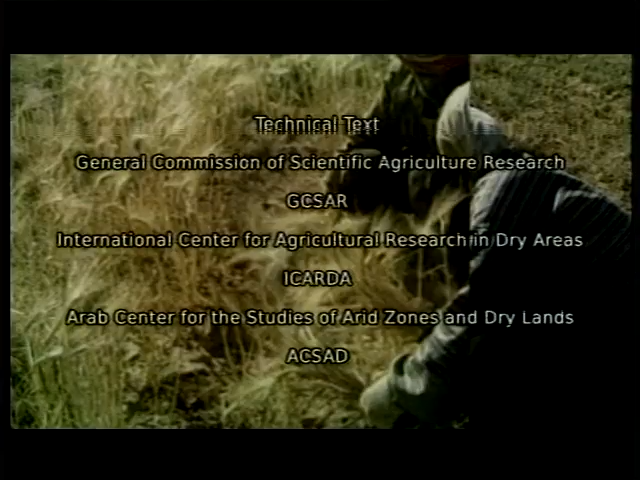 Technical Text
General Commission of Scientific Agriculture Research
GCSAR
International Center for Agricultural Research in Dry Areas
ICARDA
Arab Center for the Studies of Arid Zones and Dry Lands
ACSAD